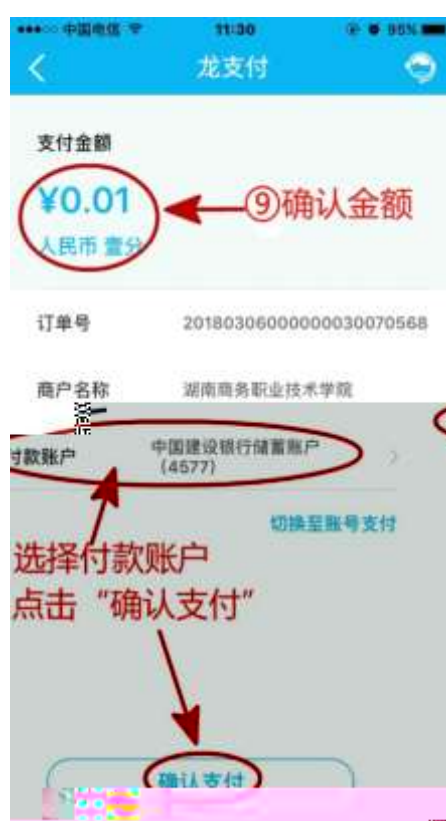 中国电信 11:30 95%
龙支付
支付金额
¥0.01
⑨确认金额
人民币 壹分
订单号 20180306000000030070568
商户名称 湖南商务职业技术学院
付款账户 中国建设银行储蓄账户
(4577)
切换至账号支付
选择付款账户
点击“确认支付”
确认支付